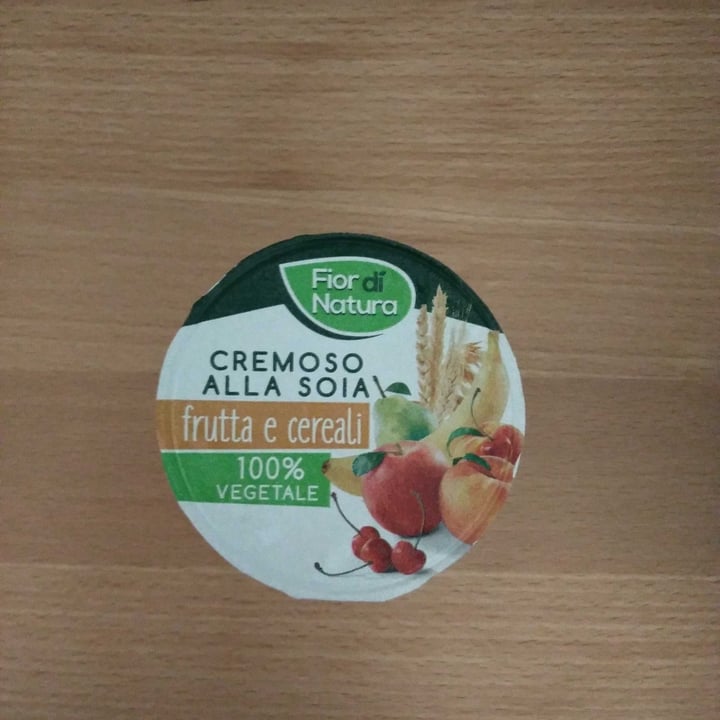 Fior di
Natura
CREMOSO
ALLA SOIA
frutta e cereali
100%
VEGETALE